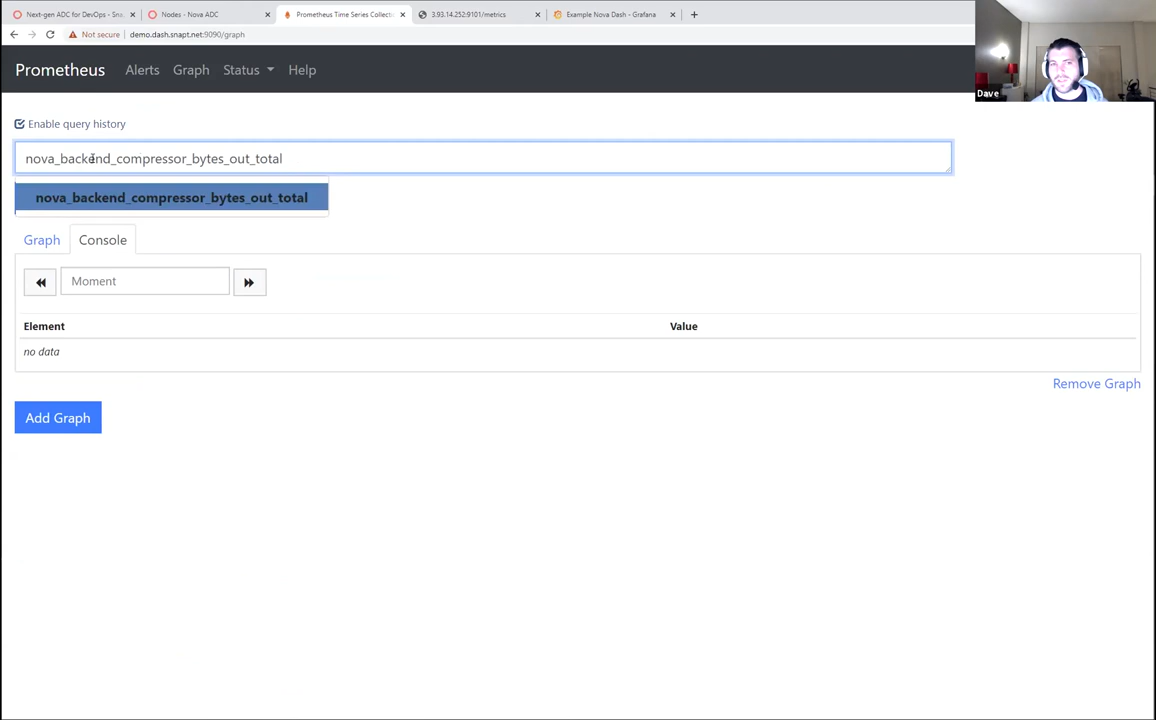 Next-gen ADC for DevOps - Sna
Nodes - Nova ADC
Prometheus Time Series Collecti
3.93.14.252:9101/metrics
Example Nova Dash - Grafana
Not secure
demo.dash.snapt.net:9090/graph
Prometheus
Alerts
Graph
Status
Help
Dave
Enable query history
nova_backend_compressor_bytes_out_total
nova_backend_compressor_bytes_out_total
Graph
Console
Moment
Element
Value
no data
Remove Graph
Add Graph